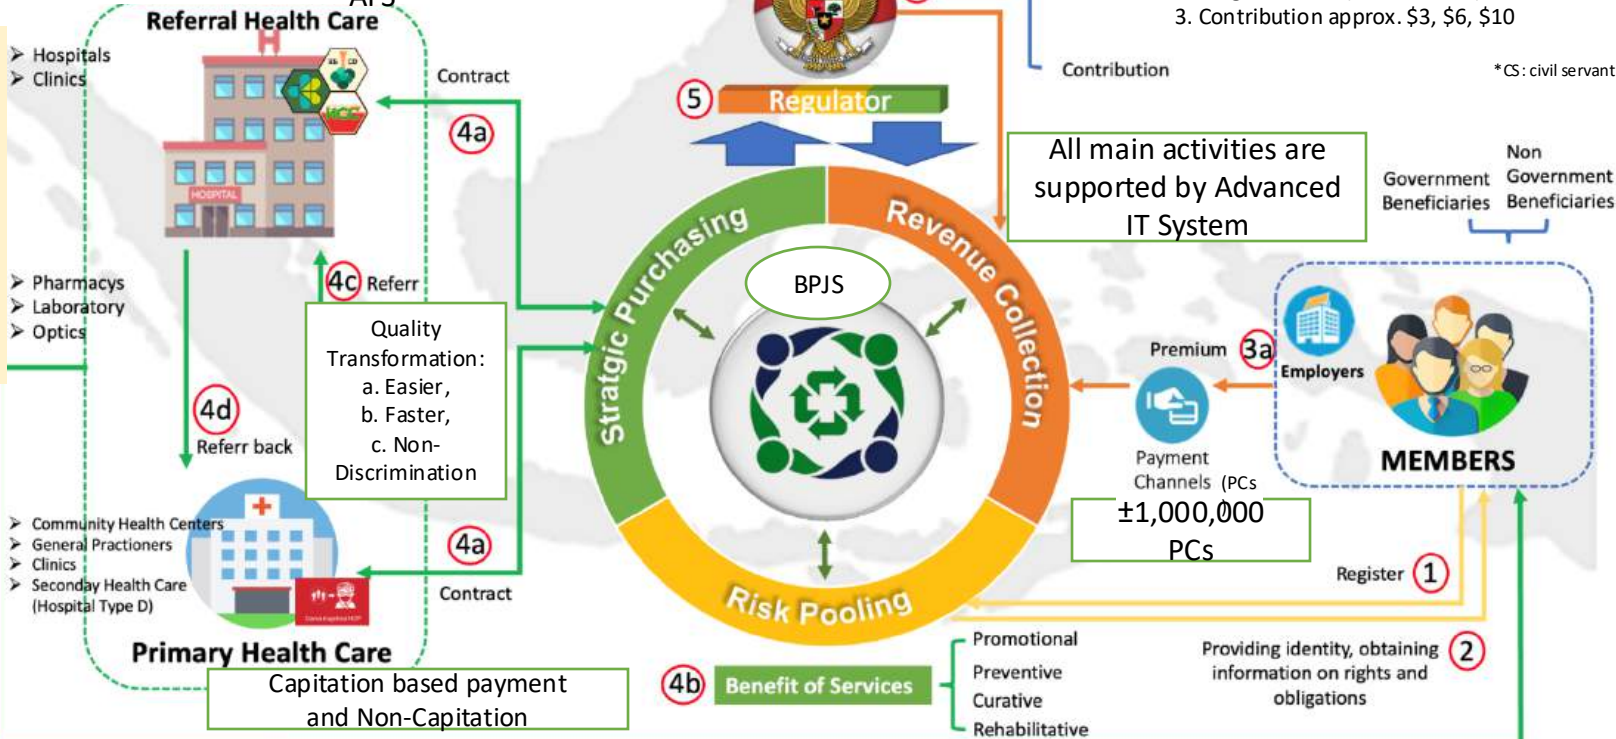 Referral Health Care
➢ Hospitals
➢ Clinics
HOSPITAL
Contract
4a
5
Regulator
3. Contribution approx. $3, $6, $10
Contribution
*CS: civil servant
All main activities are
supported by Advanced
IT System
Government
Beneficiaries
Non
Government
Beneficiaries
Stratgic Purchasing
Revenue Collection
Risk Pooling
BPJS
➢ Pharmacys
➢ Laboratory
➢ Optics
4c Referr
Quality
Transformation:
a. Easier,
b. Faster,
c. Non-
Discrimination
4d
Referr back
Premium 3a
Employers
MEMBERS
Payment
Channels (PCs
±1,000,000
PCs
➢ Community Health Centers
➢ General Practioners
➢ Clinics
➢ Seconday Health Care
(Hospital Type D)
4a
Contract
Primary Health Care
Capitation based payment
and Non-Capitation
Register 1
Providing identity, obtaining
information on rights and
obligations
2
4b Benefit of Services
Promotional
Preventive
Curative
Rehabilitative